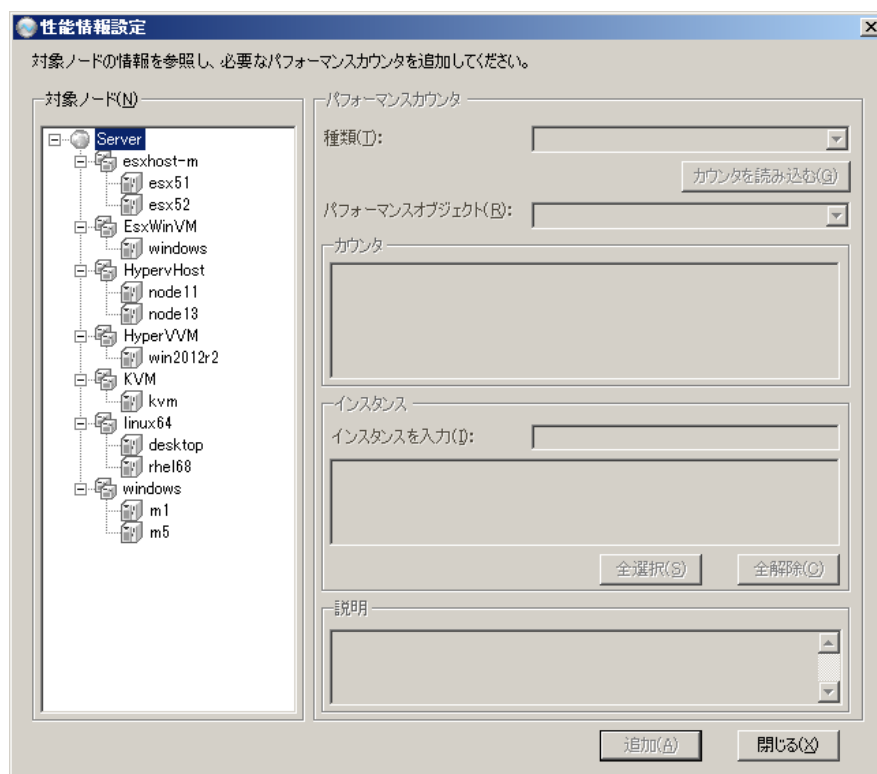 性能情報設定
対象ノードの情報を参照し、必要なパフォーマンスカウンタを追加してください。
対象ノード(N)
Server
esxhost-m
esx51
esx52
EsxWinVM
windows
HypervHost
node11
node13
HyperVVM
win2012r2
KVM
kvm
linux64
desktop
rhel68
windows
m1
m5
パフォーマンスカウンタ
種類(T):
カウンタを読み込む(G)
パフォーマンスオブジェクト(R):
カウンタ
インスタンス
インスタンスを入力(I):
全選択(S) 全解除(C)
説明
追加(A) 閉じる(X)